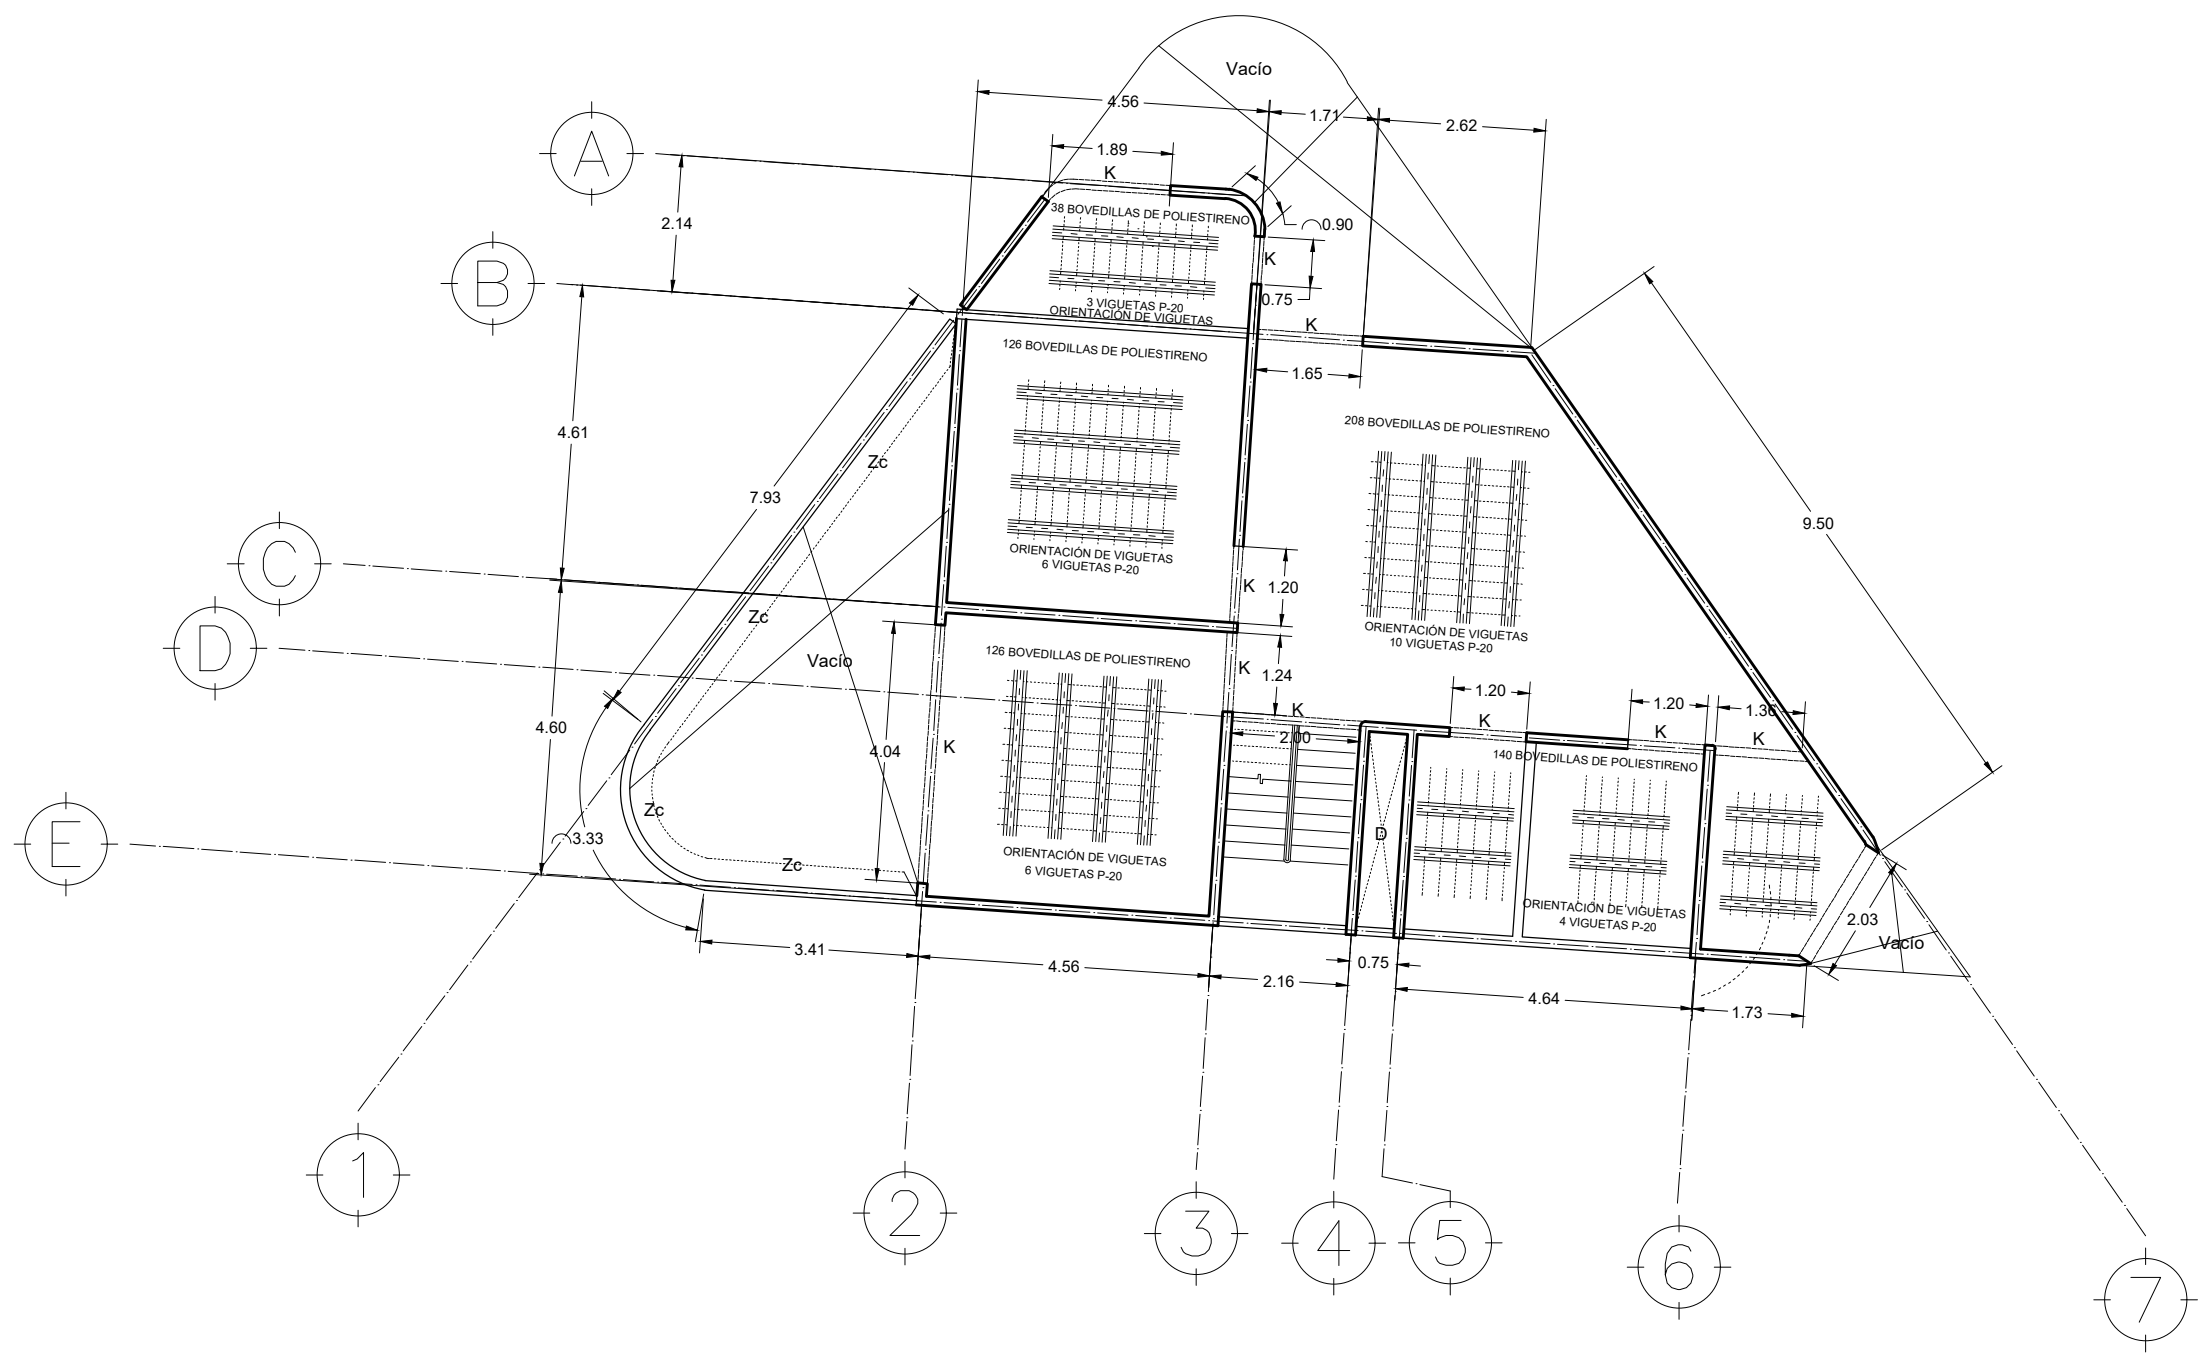 Vacío
4.56
1.71
2.62
A
1.89
K
2.14
38 BOVEDILLAS DE POLIESTIRENO
0.90
B
K
0.75
3 VIGUETAS P-20
ORIENTACIÓN DE VIGUETAS
K
126 BOVEDILLAS DE POLIESTIRENO
1.65
4.61
208 BOVEDILLAS DE POLIESTIRENO
Zc
7.93
9.50
ORIENTACIÓN DE VIGUETAS
6 VIGUETAS P-20
C
K
1.20
Zc
D
ORIENTACIÓN DE VIGUETAS
10 VIGUETAS P-20
Vacío
126 BOVEDILLAS DE POLIESTIRENO
K
1.24
1.20
1.20
1.36
K
K
K
K
4.60
4.04
K
2.00
140 BOVEDILLAS DE POLIESTIRENO
Zc
3.33
D
E
Zc
ORIENTACIÓN DE VIGUETAS
6 VIGUETAS P-20
ORIENTACIÓN DE VIGUETAS
4 VIGUETAS P-20
2.03
Vacío
3.41
4.56
2.16
0.75
4.64
1.73
1
2
3
4
5
6
7